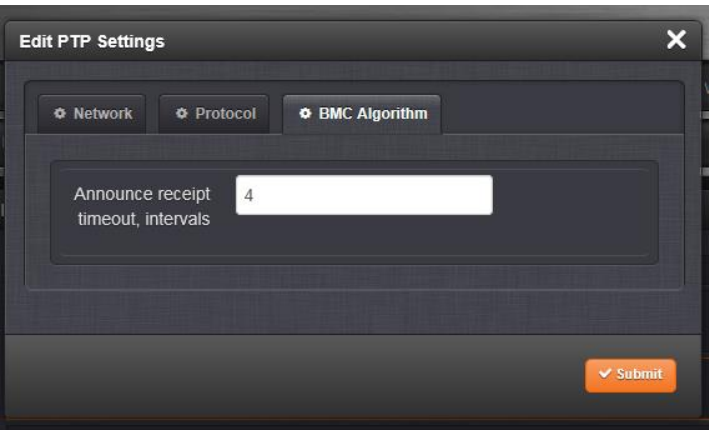 Edit PTP Settings
Network
Protocol
BMC Algorithm
Announce receipt
timeout, intervals
4
Submit